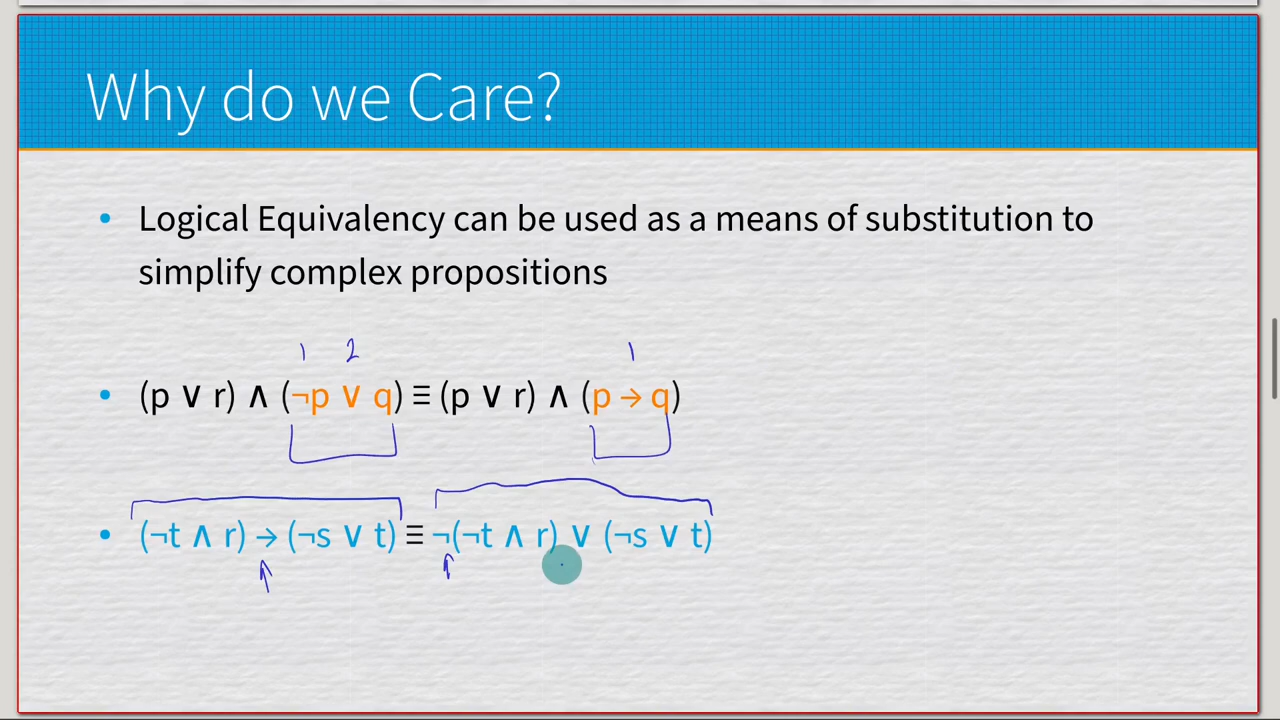 Why do we Care?
• Logical Equivalency can be used as a means of substitution to
simplify complex propositions
1 2 1
• (p ∨ r) ∧ (¬p ∨ q) ≡ (p ∨ r) ∧ (p → q)
• (¬t ∧ r) → (¬s ∨ t) ≡ ¬(¬t ∧ r) ∨ (¬s ∨ t)